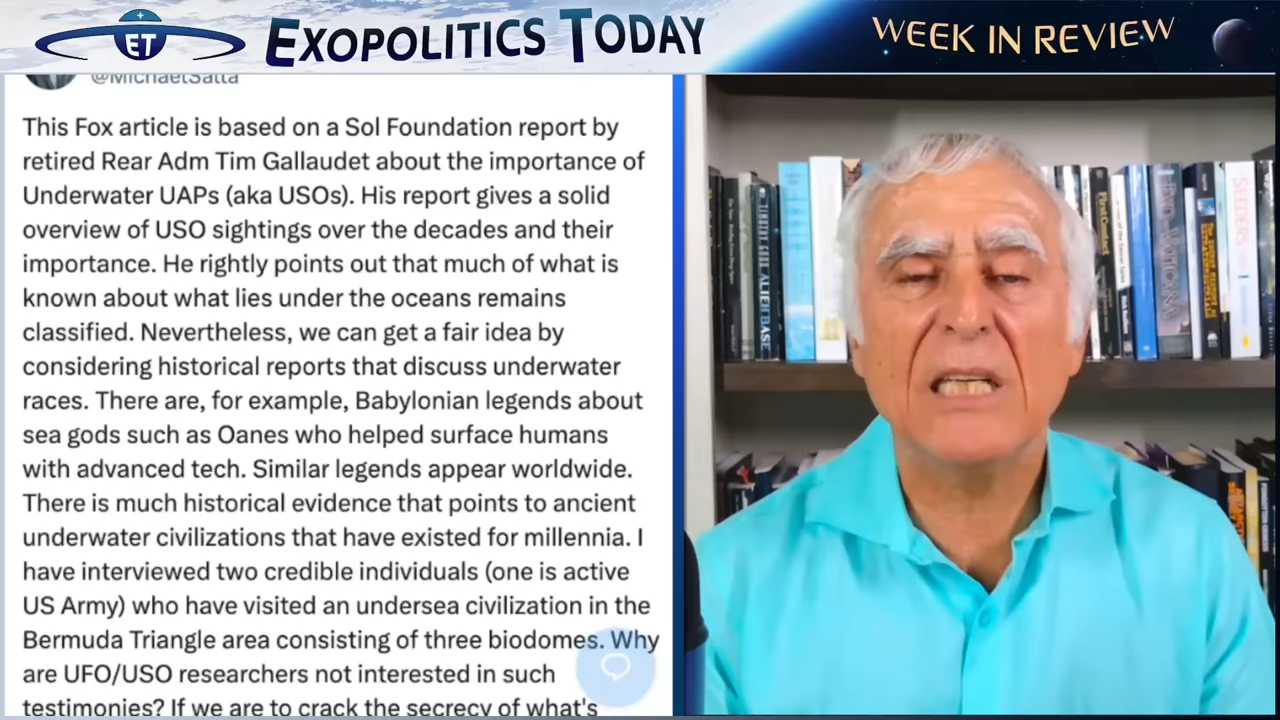 ET
EXOPOLITICS TODAY
WEEK IN REVIEW
@MichaelSalla
This Fox article is based on a Sol Foundation report by
retired Rear Adm Tim Gallaudet about the importance of
Underwater UAPs (aka USOs). His report gives a solid
overview of USO sightings over the decades and their
importance. He rightly points out that much of what is
known about what lies under the oceans remains
classified. Nevertheless, we can get a fair idea by
considering historical reports that discuss underwater
races. There are, for example, Babylonian legends about
sea gods such as Oanes who helped surface humans
with advanced tech. Similar legends appear worldwide.
There is much historical evidence that points to ancient
underwater civilizations that have existed for millennia. I
have interviewed two credible individuals (one is active
US Army) who have visited an undersea civilization in the
Bermuda Triangle area consisting of three biodomes. Why
are UFO/USO researchers not interested in such
testimonies? If we are to crack the secrecy of what's
TIMOTHY GOOD ALIEN BASE
First Contact
SEEDERS